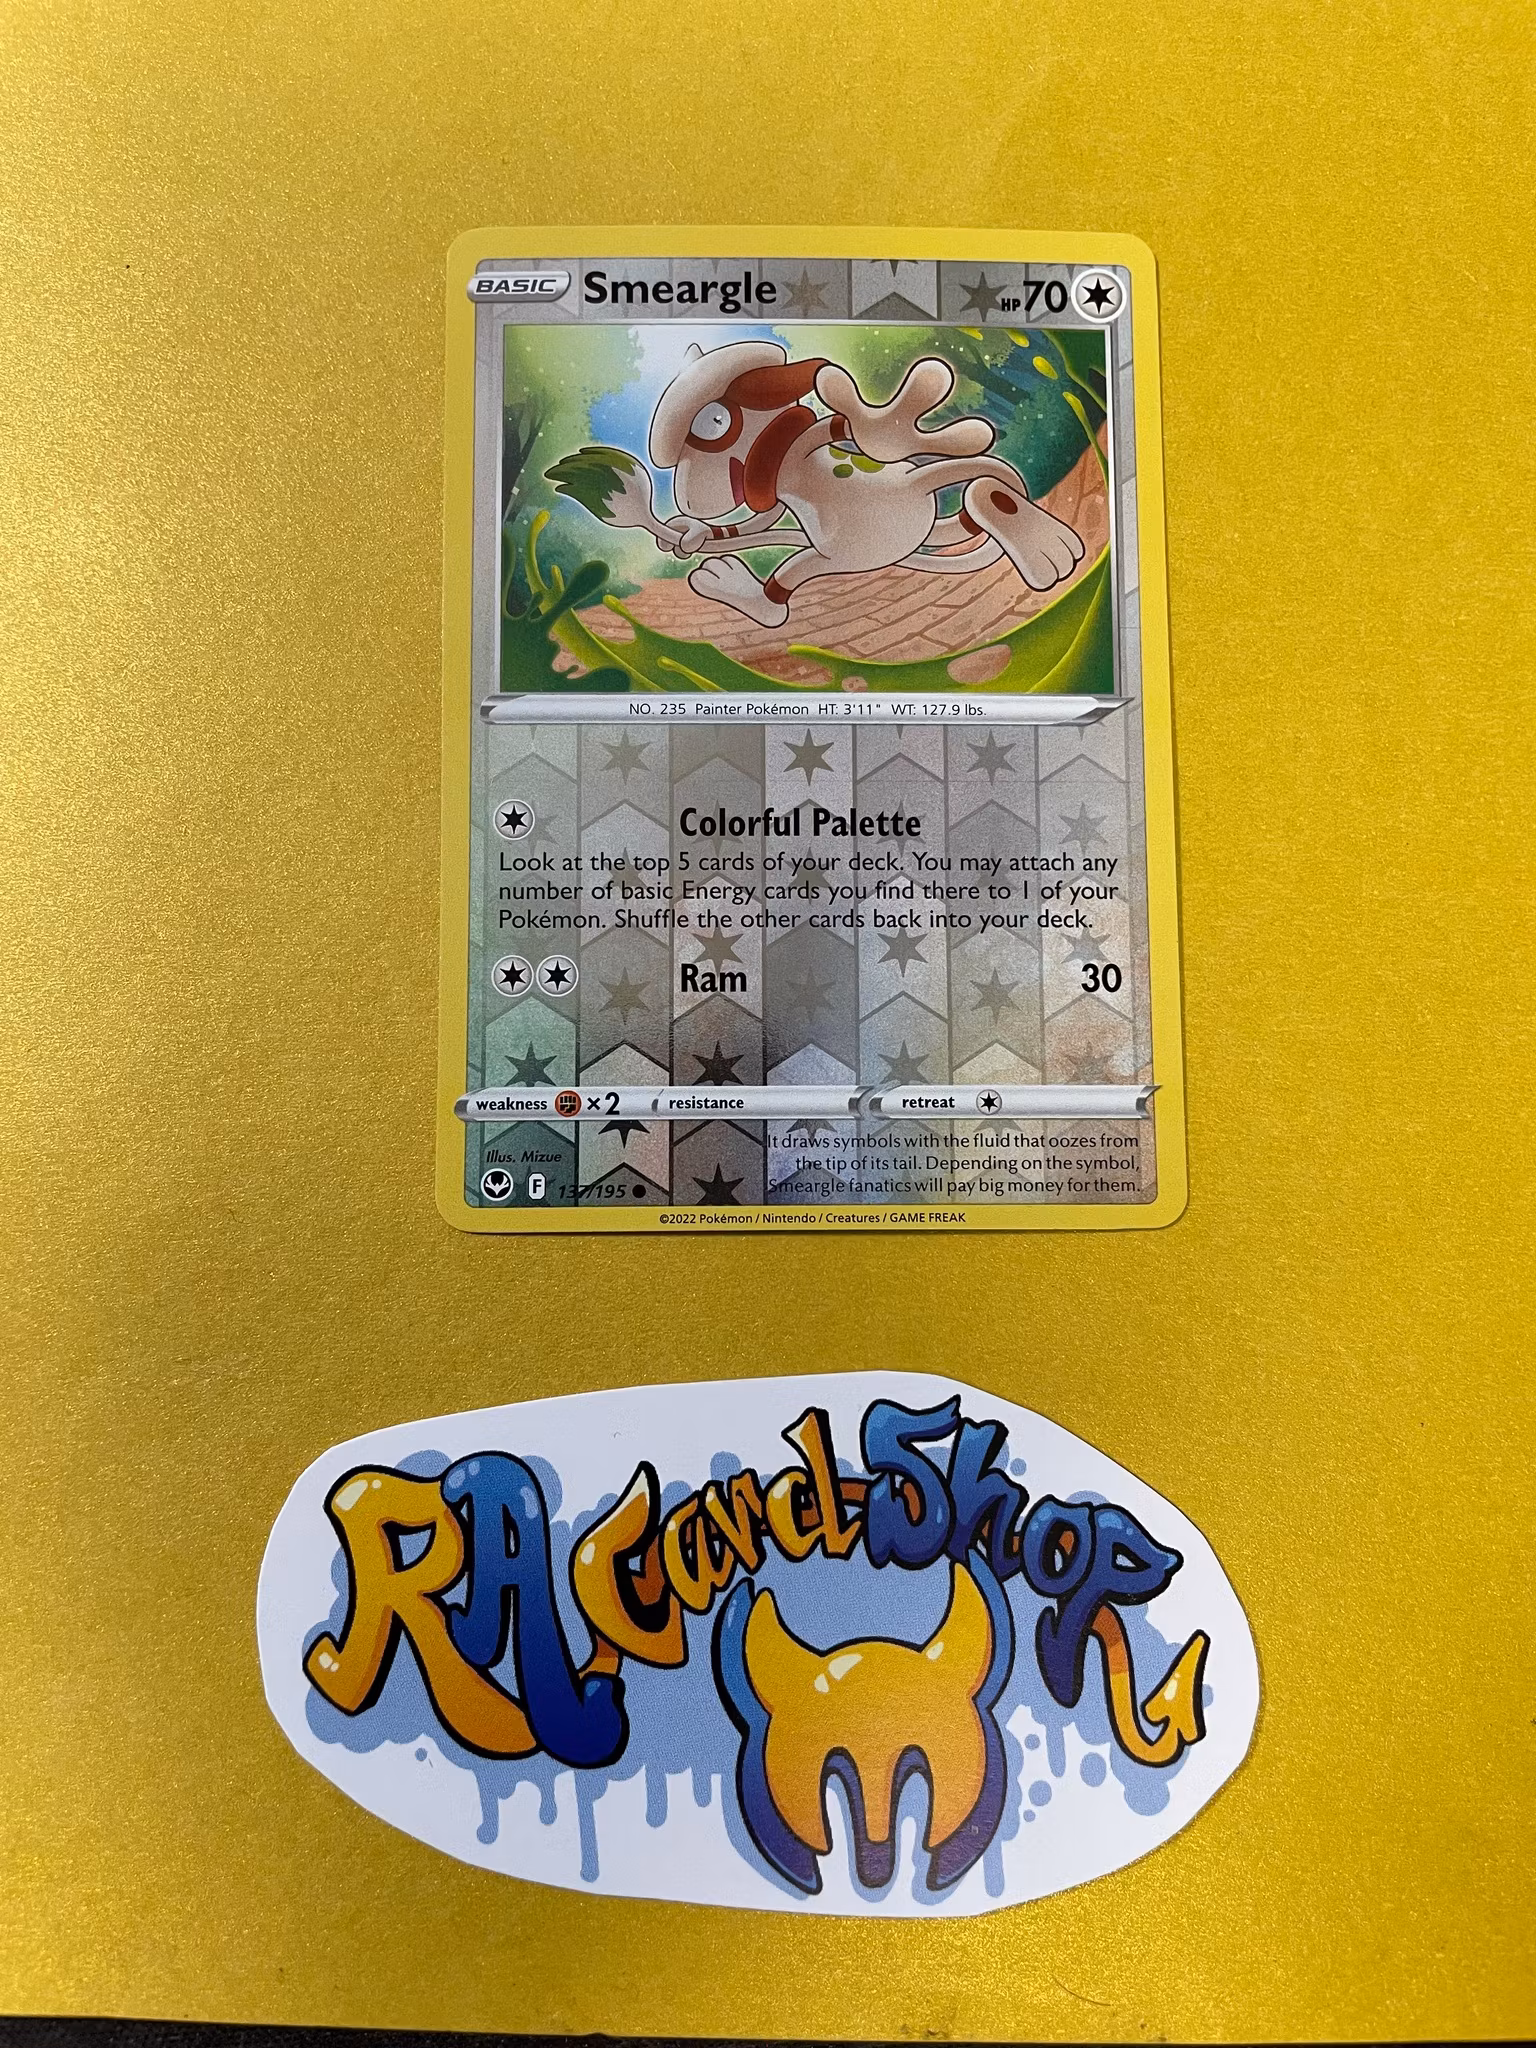 BASIC Smeargle HP 70
NO. 235 Painter Pokémon HT: 3'11" WT: 127.9 lbs.
Colorful Palette
Look at the top 5 cards of your deck. You may attach any
number of basic Energy cards you find there to 1 of your
Pokémon. Shuffle the other cards back into your deck.
Ram 30
weakness ×2 resistance retreat
Illus. Mizue
F 137/195
It draws symbols with the fluid that oozes from
the tip of its tail. Depending on the symbol,
Smeargle fanatics will pay big money for them.
©2022 Pokémon / Nintendo / Creatures / GAME FREAK
RA Card Shop